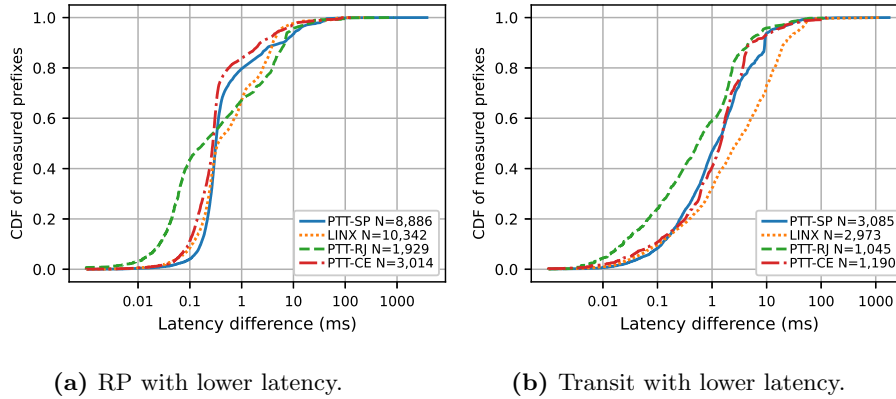 CDF of measured prefixes
1.0
0.8
0.6
0.4
0.2
0.0
PTT-SP N=8,886
LINX N=10,342
PTT-RJ N=1,929
PTT-CE N=3,014
0.01 0.1 1 10 100 1000
Latency difference (ms)
(a) RP with lower latency.
CDF of measured prefixes
1.0
0.8
0.6
0.4
0.2
0.0
PTT-SP N=3,085
LINX N=2,973
PTT-RJ N=1,045
PTT-CE N=1,190
0.01 0.1 1 10 100 1000
Latency difference (ms)
(b) Transit with lower latency.